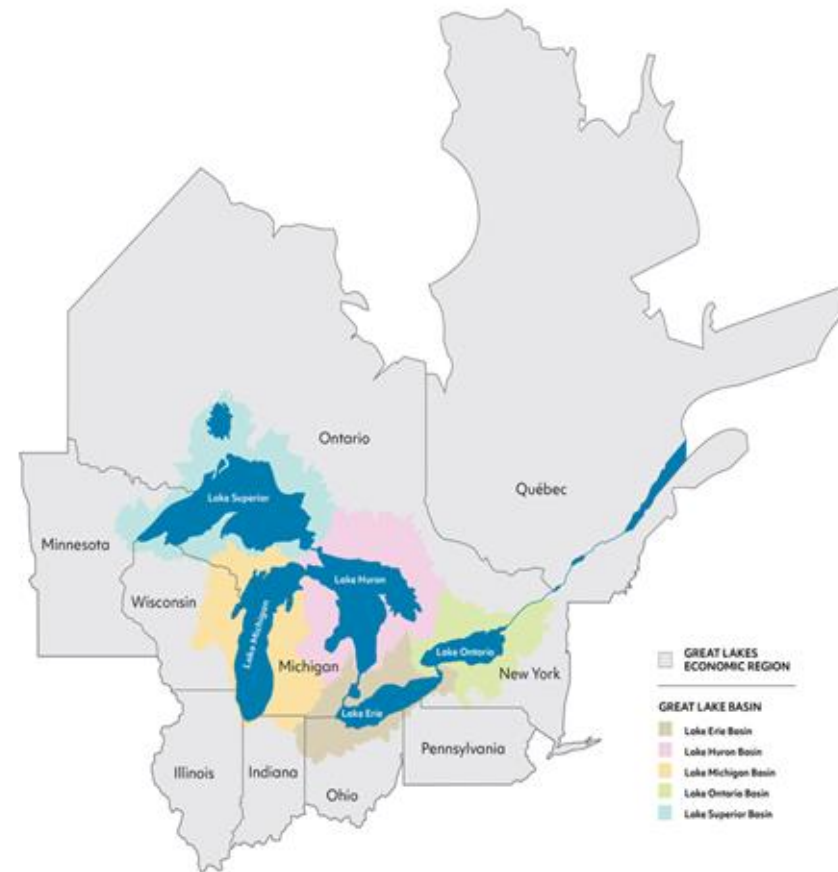 Ontario
Lake Superior
Québec
Minnesota
Lake Huron
Wisconsin
Lake Michigan
Lake Ontario
Michigan
New York
Lake Erie
Pennsylvania
Illinois
Indiana
Ohio
GREAT LAKES
ECONOMIC REGION
GREAT LAKE BASIN
Lake Erie Basin
Lake Huron Basin
Lake Michigan Basin
Lake Ontario Basin
Lake Superior Basin